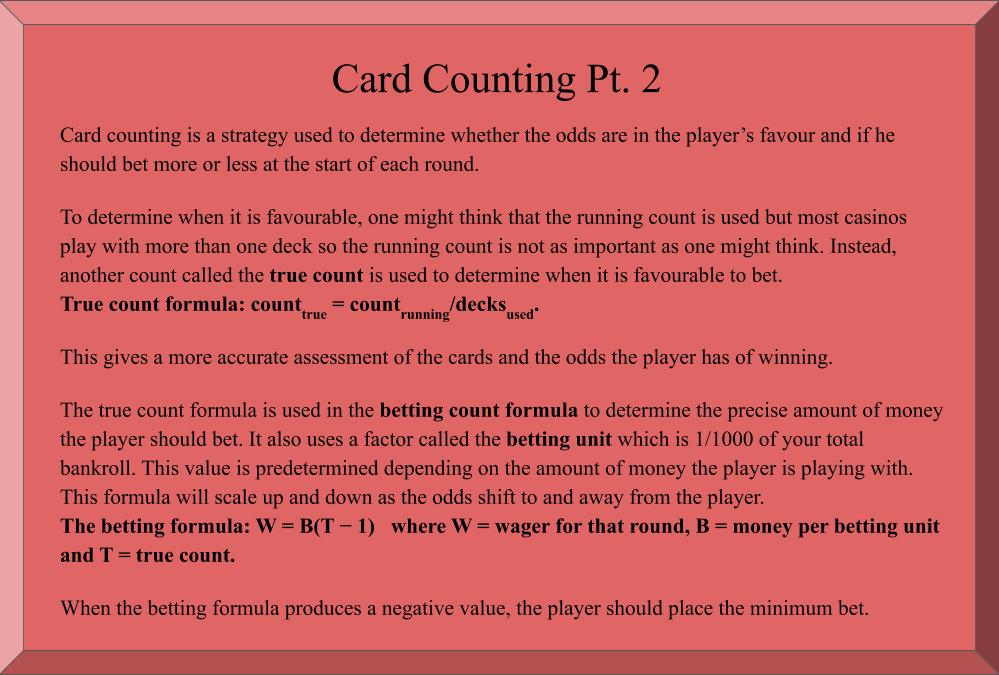 Card Counting Pt. 2
Card counting is a strategy used to determine whether the odds are in the player’s favour and if he
should bet more or less at the start of each round.
To determine when it is favourable, one might think that the running count is used but most casinos
play with more than one deck so the running count is not as important as one might think. Instead,
another count called the true count is used to determine when it is favourable to bet.
True count formula: count_true = count_running/decks_used.
This gives a more accurate assessment of the cards and the odds the player has of winning.
The true count formula is used in the betting count formula to determine the precise amount of money
the player should bet. It also uses a factor called the betting unit which is 1/1000 of your total
bankroll. This value is predetermined depending on the amount of money the player is playing with.
This formula will scale up and down as the odds shift to and away from the player.
The betting formula: W = B(T − 1)   where W = wager for that round, B = money per betting unit
and T = true count.
When the betting formula produces a negative value, the player should place the minimum bet.